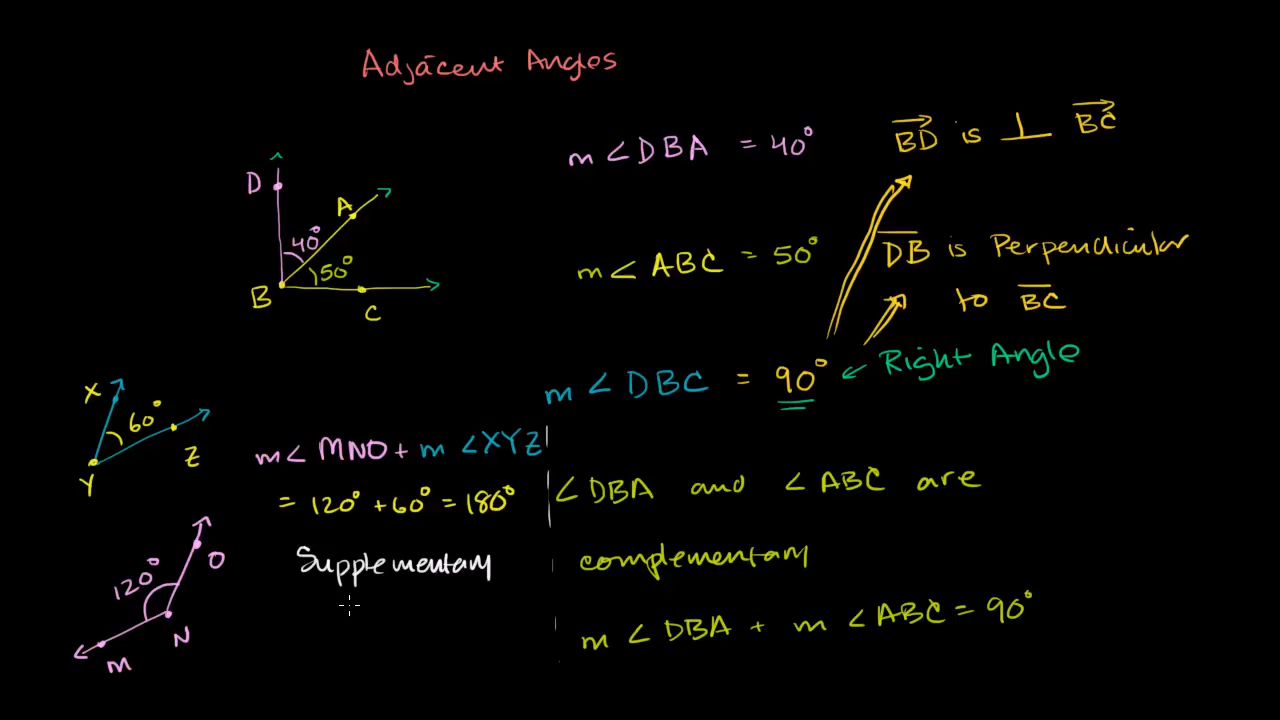 Adjacent Angles
D
A
40°
50°
B
C
m∠DBA = 40°
m∠ABC = 50°
m∠DBC = 90° ← Right Angle
BD is ⊥ BC
DB is Perpendicular
to BC
X
60°
Y
Z
120°
O
N
M
m∠MNO + m∠XYZ
= 120° + 60° = 180°
Supplementary
∠DBA and ∠ABC are
complementary
m∠DBA + m∠ABC = 90°